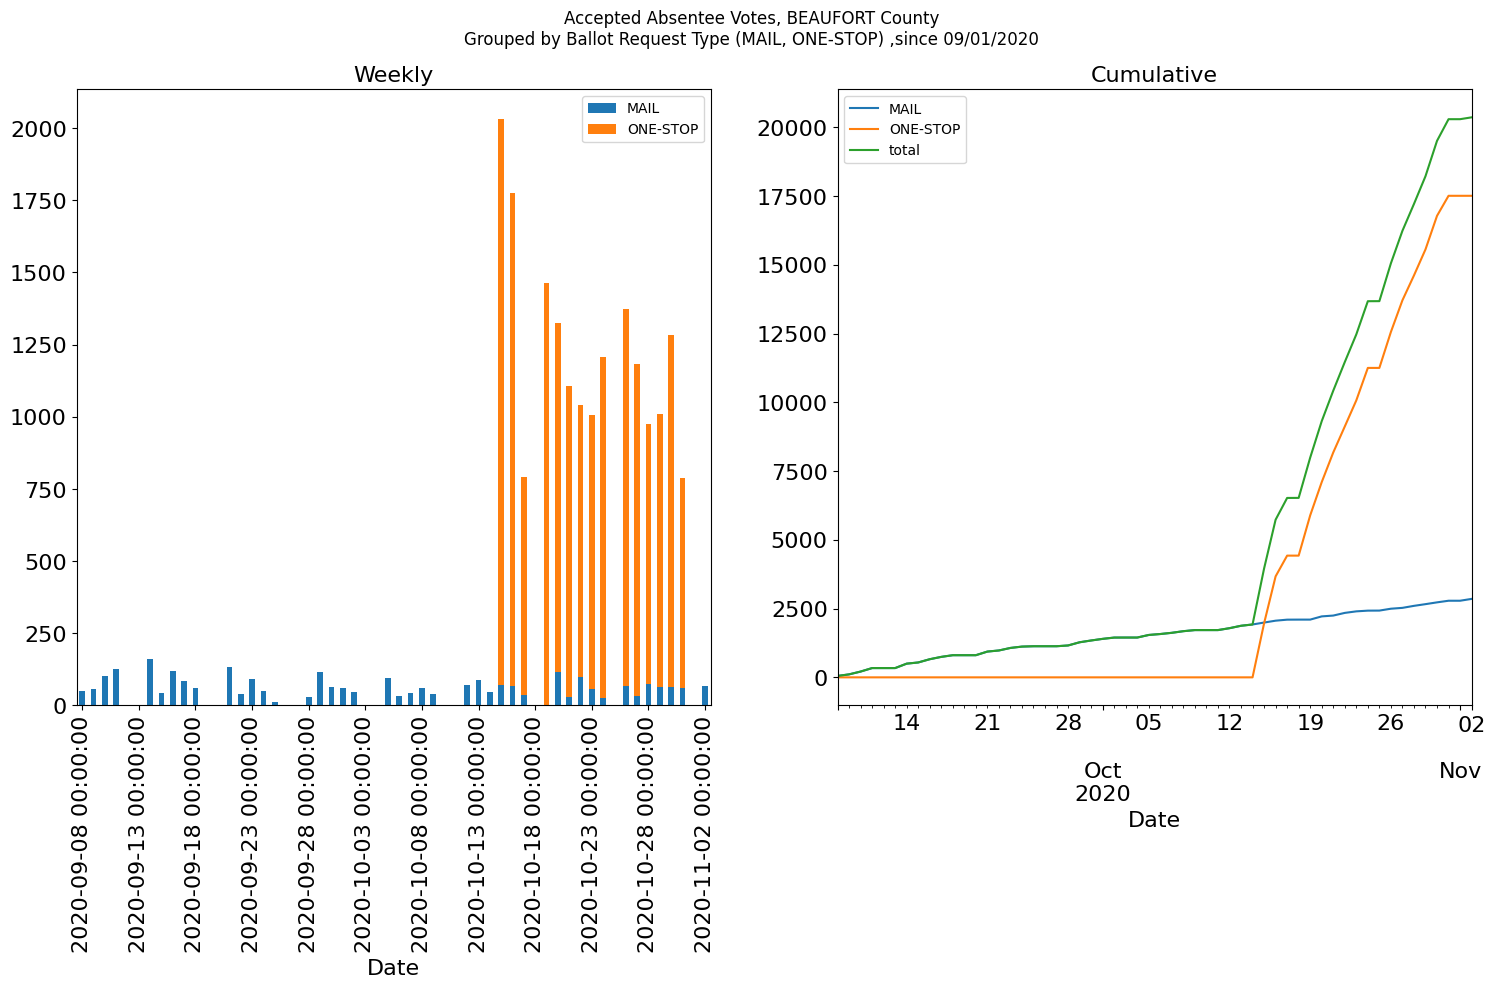 Accepted Absentee Votes, BEAUFORT County
Grouped by Ballot Request Type (MAIL, ONE-STOP) ,since 09/01/2020
Weekly
MAIL
ONE-STOP
2000
1750
1500
1250
1000
750
500
250
0
2020-09-08 00:00:00
2020-09-13 00:00:00
2020-09-18 00:00:00
2020-09-23 00:00:00
2020-09-28 00:00:00
2020-10-03 00:00:00
2020-10-08 00:00:00
2020-10-13 00:00:00
2020-10-18 00:00:00
2020-10-23 00:00:00
2020-10-28 00:00:00
2020-11-02 00:00:00
Date
Cumulative
MAIL
ONE-STOP
total
20000
17500
15000
12500
10000
7500
5000
2500
0
14 21 28 05 12 19 26 02
Oct Nov
2020
Date